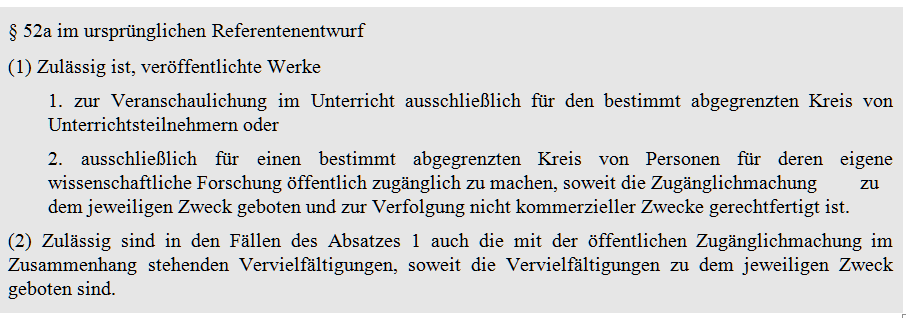 § 52a im ursprünglichen Referentenentwurf
(1) Zulässig ist, veröffentlichte Werke
1. zur Veranschaulichung im Unterricht ausschließlich für den bestimmt abgegrenzten Kreis von
Unterrichtsteilnehmern oder
2. ausschließlich für einen bestimmt abgegrenzten Kreis von Personen für deren eigene
wissenschaftliche Forschung öffentlich zugänglich zu machen, soweit die Zugänglichmachung zu
dem jeweiligen Zweck geboten und zur Verfolgung nicht kommerzieller Zwecke gerechtfertigt ist.
(2) Zulässig sind in den Fällen des Absatzes 1 auch die mit der öffentlichen Zugänglichmachung im
Zusammenhang stehenden Vervielfältigungen, soweit die Vervielfältigungen zu dem jeweiligen Zweck
geboten sind.